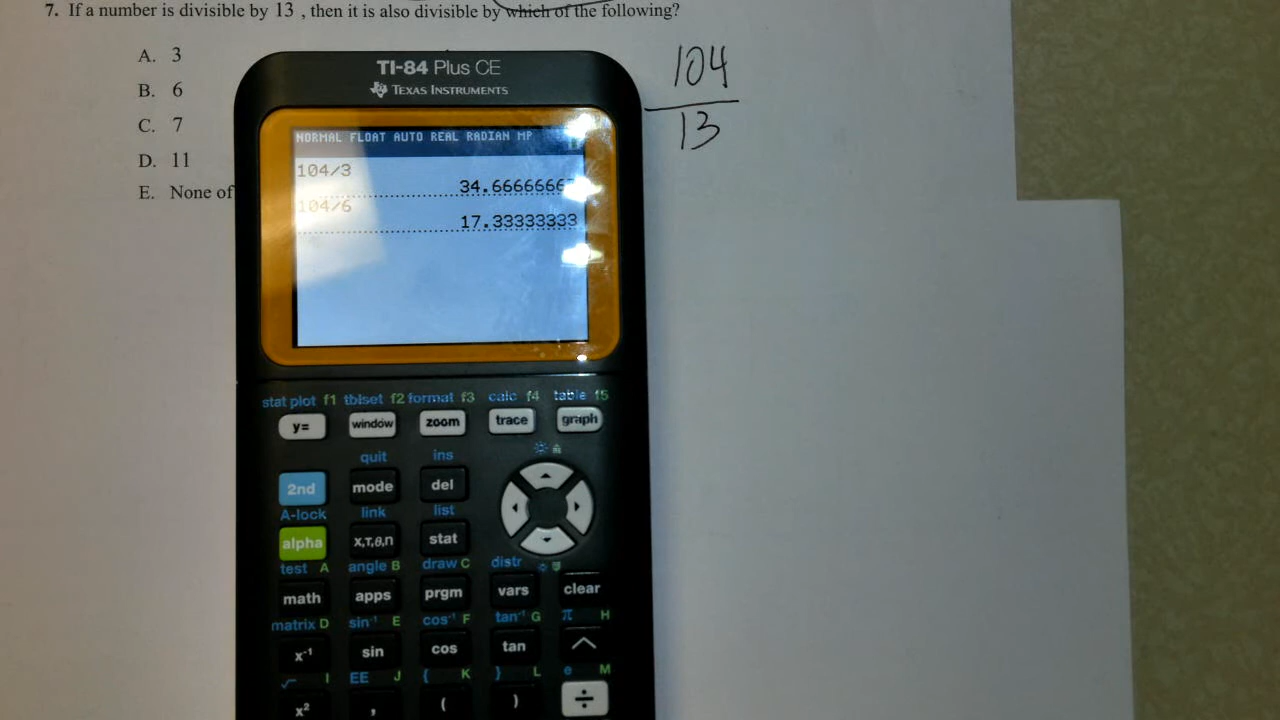 7. If a number is divisible by 13 , then it is also divisible by which of the following?
A. 3
B. 6
C. 7
D. 11
E. None of
104
13
TI-84 Plus CE
TEXAS INSTRUMENTS
NORMAL FLOAT AUTO REAL RADIAN MP
104/3
34.66666667
104/6
17.33333333
stat plot f1 tblset f2 format f3 calc f4 table f5
y= window zoom trace graph
quit ins
2nd mode del
A-lock link list
alpha X,T,θ,n stat
test A angle B draw C distr
math apps prgm vars clear
matrix D sin⁻¹ E cos⁻¹ F tan⁻¹ G π H
x⁻¹ sin cos tan ^
√ I EE J { K } L e M
x² , ( ) ÷